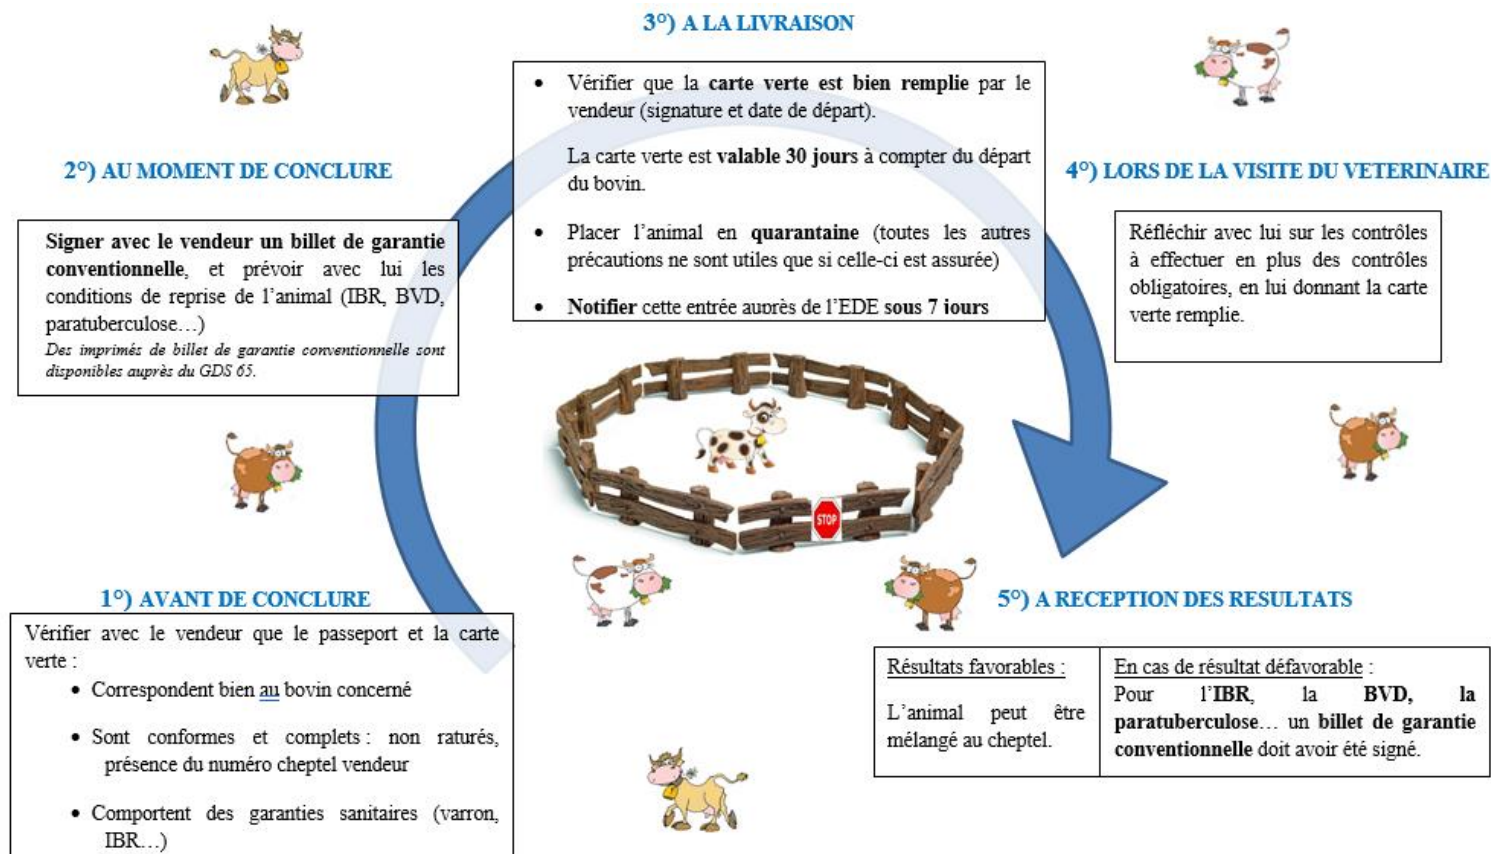 1°) AVANT DE CONCLURE
Vérifier avec le vendeur que le passeport et la carte
verte :
• Correspondent bien au bovin concerné
• Sont conformes et complets : non raturés,
présence du numéro cheptel vendeur
• Comportent des garanties sanitaires (varron,
IBR…)
2°) AU MOMENT DE CONCLURE
Signer avec le vendeur un billet de garantie
conventionnelle, et prévoir avec lui les
conditions de reprise de l'animal (IBR, BVD,
paratuberculose…)
Des imprimés de billet de garantie conventionnelle sont
disponibles auprès du GDS 65.
3°) A LA LIVRAISON
• Vérifier que la carte verte est bien remplie par le
vendeur (signature et date de départ).
La carte verte est valable 30 jours à compter du départ
du bovin.
• Placer l'animal en quarantaine (toutes les autres
précautions ne sont utiles que si celle-ci est assurée)
• Notifier cette entrée auprès de l'EDE sous 7 jours
STOP
4°) LORS DE LA VISITE DU VETERINAIRE
Réfléchir avec lui sur les contrôles
à effectuer en plus des contrôles
obligatoires, en lui donnant la carte
verte remplie.
5°) A RECEPTION DES RESULTATS
Résultats favorables :
L'animal peut être
mélangé au cheptel.
En cas de résultat défavorable :
Pour l'IBR, la BVD, la
paratuberculose… un billet de garantie
conventionnelle doit avoir été signé.